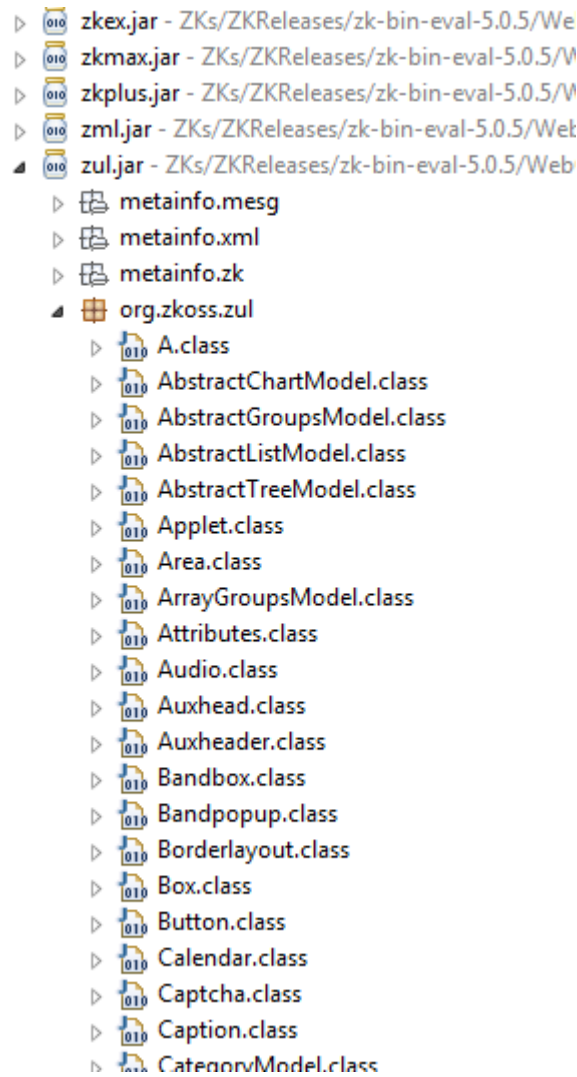 zkex.jar - ZKs/ZKReleases/zk-bin-eval-5.0.5/We
zkmax.jar - ZKs/ZKReleases/zk-bin-eval-5.0.5/W
zkplus.jar - ZKs/ZKReleases/zk-bin-eval-5.0.5/W
zml.jar - ZKs/ZKReleases/zk-bin-eval-5.0.5/Web
zul.jar - ZKs/ZKReleases/zk-bin-eval-5.0.5/Web
metainfo.mesg
metainfo.xml
metainfo.zk
org.zkoss.zul
A.class
AbstractChartModel.class
AbstractGroupsModel.class
AbstractListModel.class
AbstractTreeModel.class
Applet.class
Area.class
ArrayGroupsModel.class
Attributes.class
Audio.class
Auxhead.class
Auxheader.class
Bandbox.class
Bandpopup.class
Borderlayout.class
Box.class
Button.class
Calendar.class
Captcha.class
Caption.class
CategoryModel.class